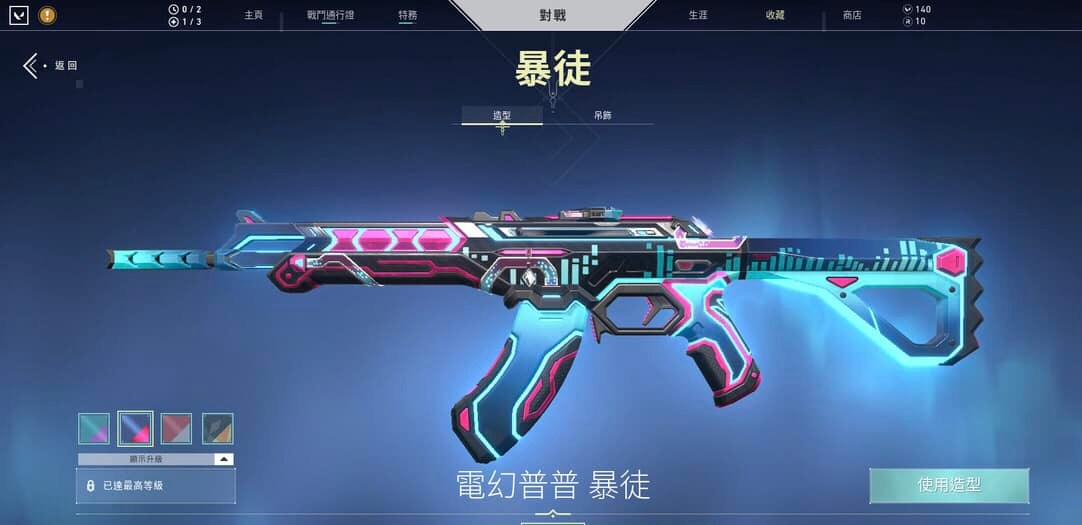 0 / 2
1 / 3
主頁
戰鬥通行證
特務
對戰
生涯
收藏
商店
140
10
返回
暴徒
造型
吊飾
顯示升級
已達最高等級
電幻普普 暴徒
使用造型